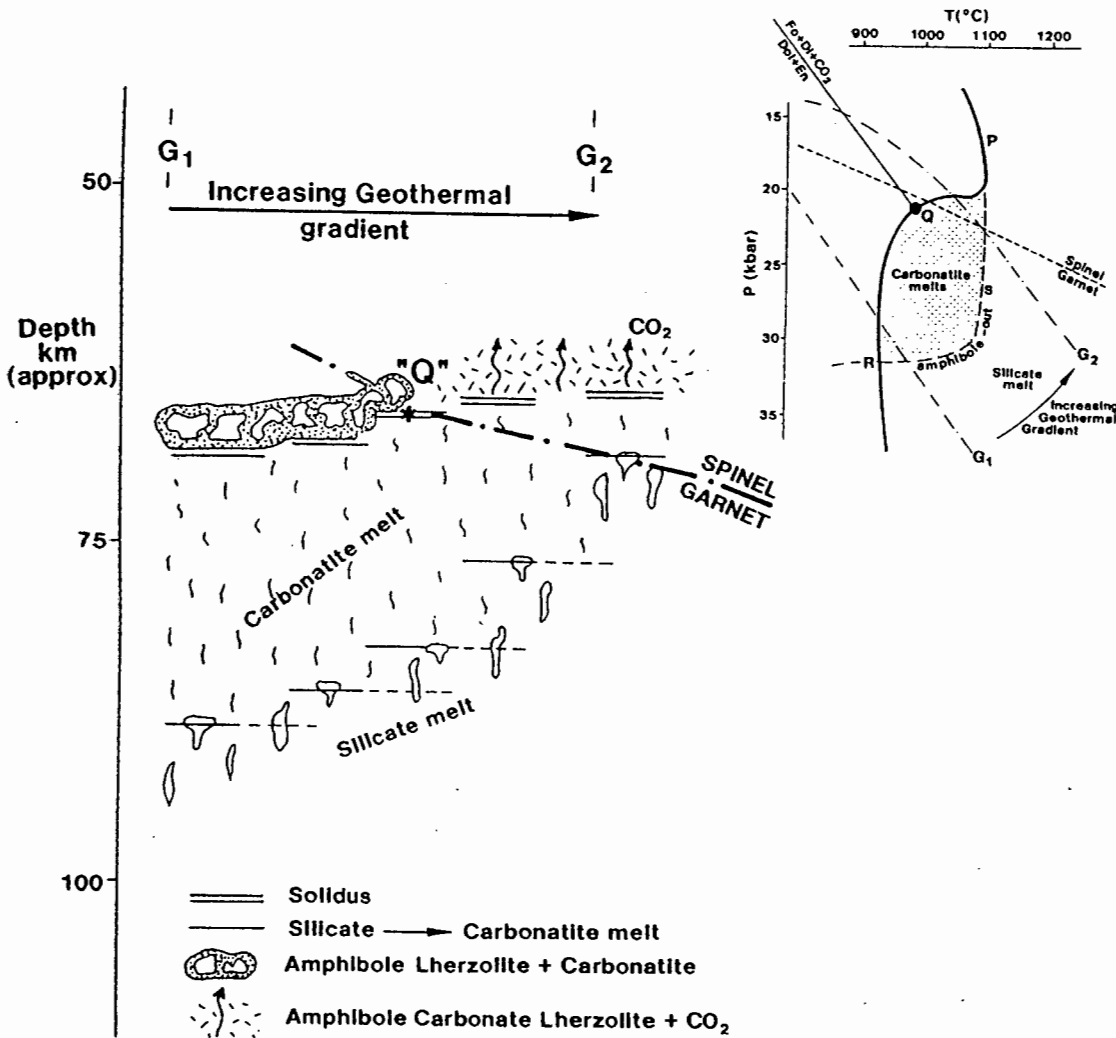 G1
G2
Increasing Geothermal
gradient
50
Depth
km
(approx)
75
100
CO2
"Q"
SPINEL
GARNET
Carbonatite melt
Silicate melt
Solidus
Silicate → Carbonatite melt
Amphibole Lherzolite + Carbonatite
Amphibole Carbonate Lherzolite + CO2
T(°C)
900 1000 1100 1200
Fo+Di+CO2
Dol+En
P (kbar)
15
20
25
30
35
P
Q
Spinel
Garnet
Carbonatite
melts
S
out
amphibole
R
G2
Silicate
melt
Increasing
Geothermal
Gradient
G1